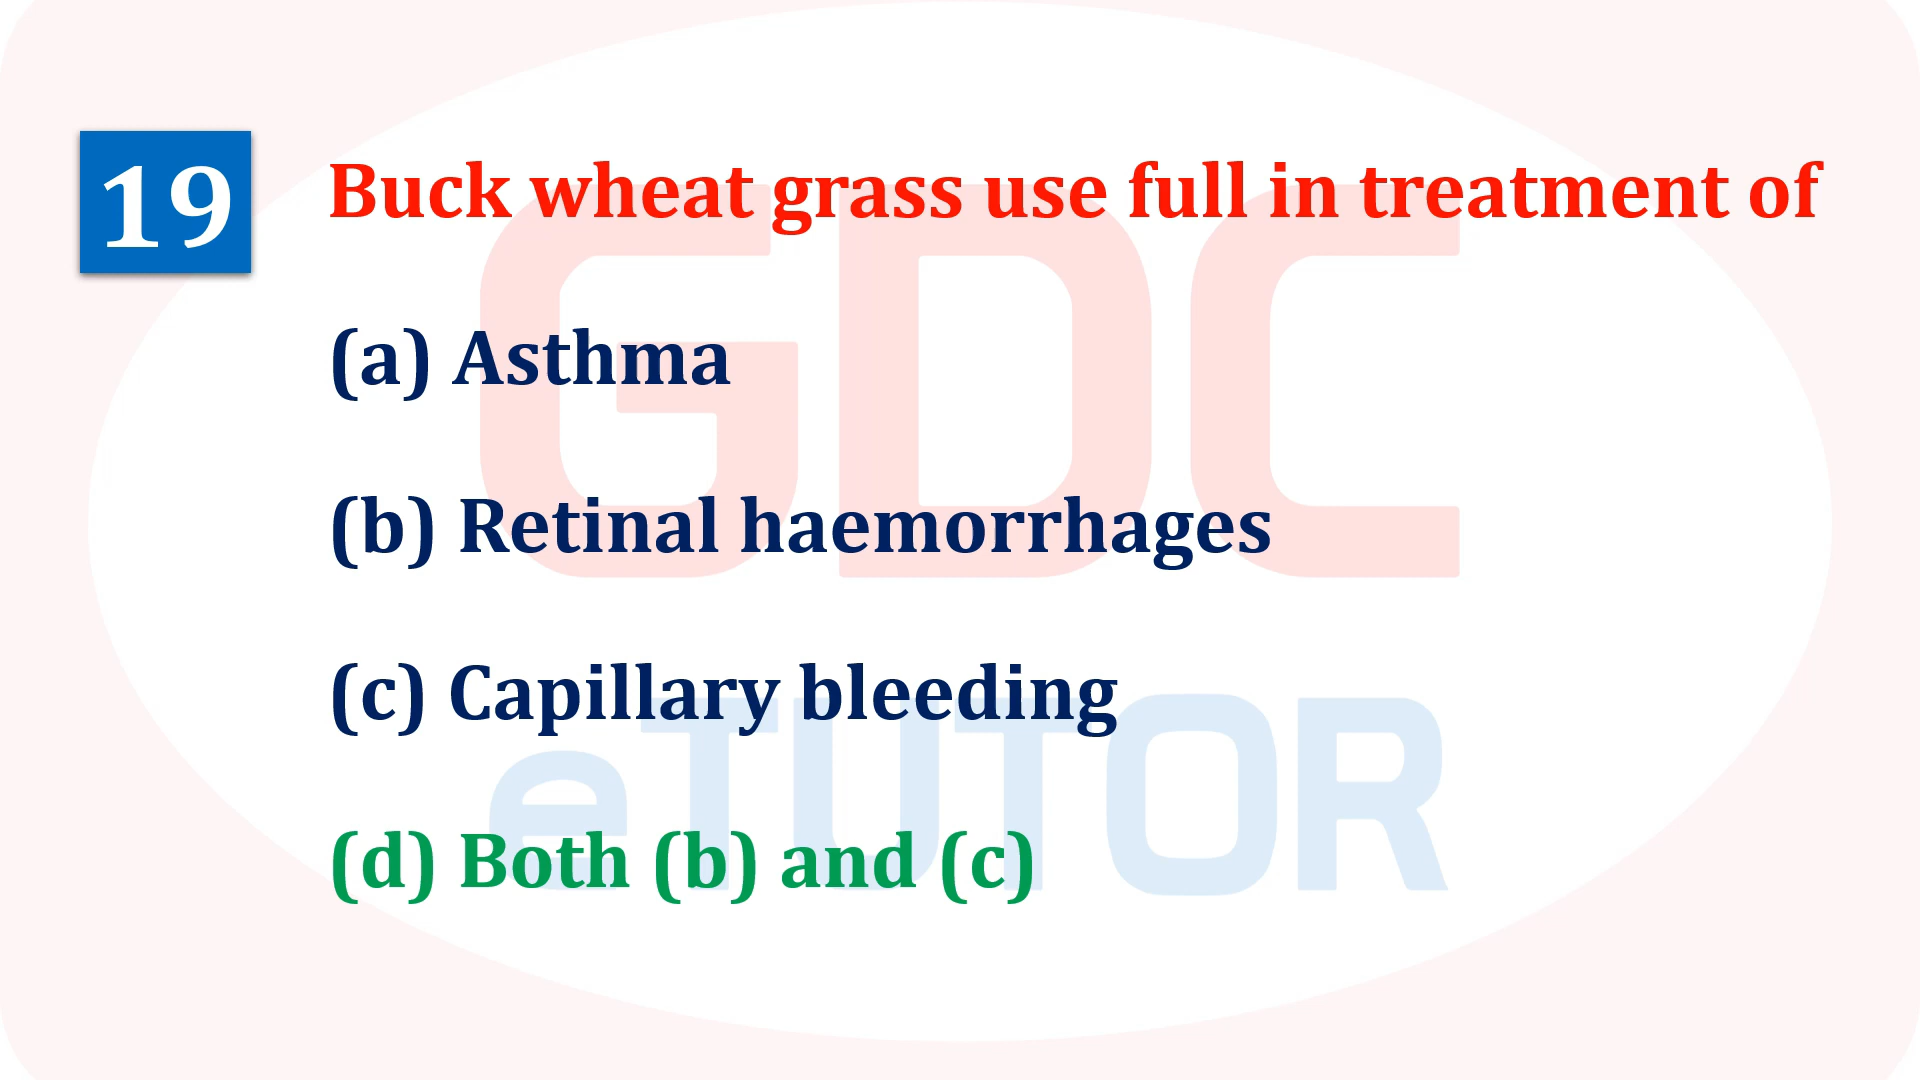 19
Buck wheat grass use full in treatment of
(a) Asthma
(b) Retinal haemorrhages
(c) Capillary bleeding
(d) Both (b) and (c)
GDC
eTUTOR